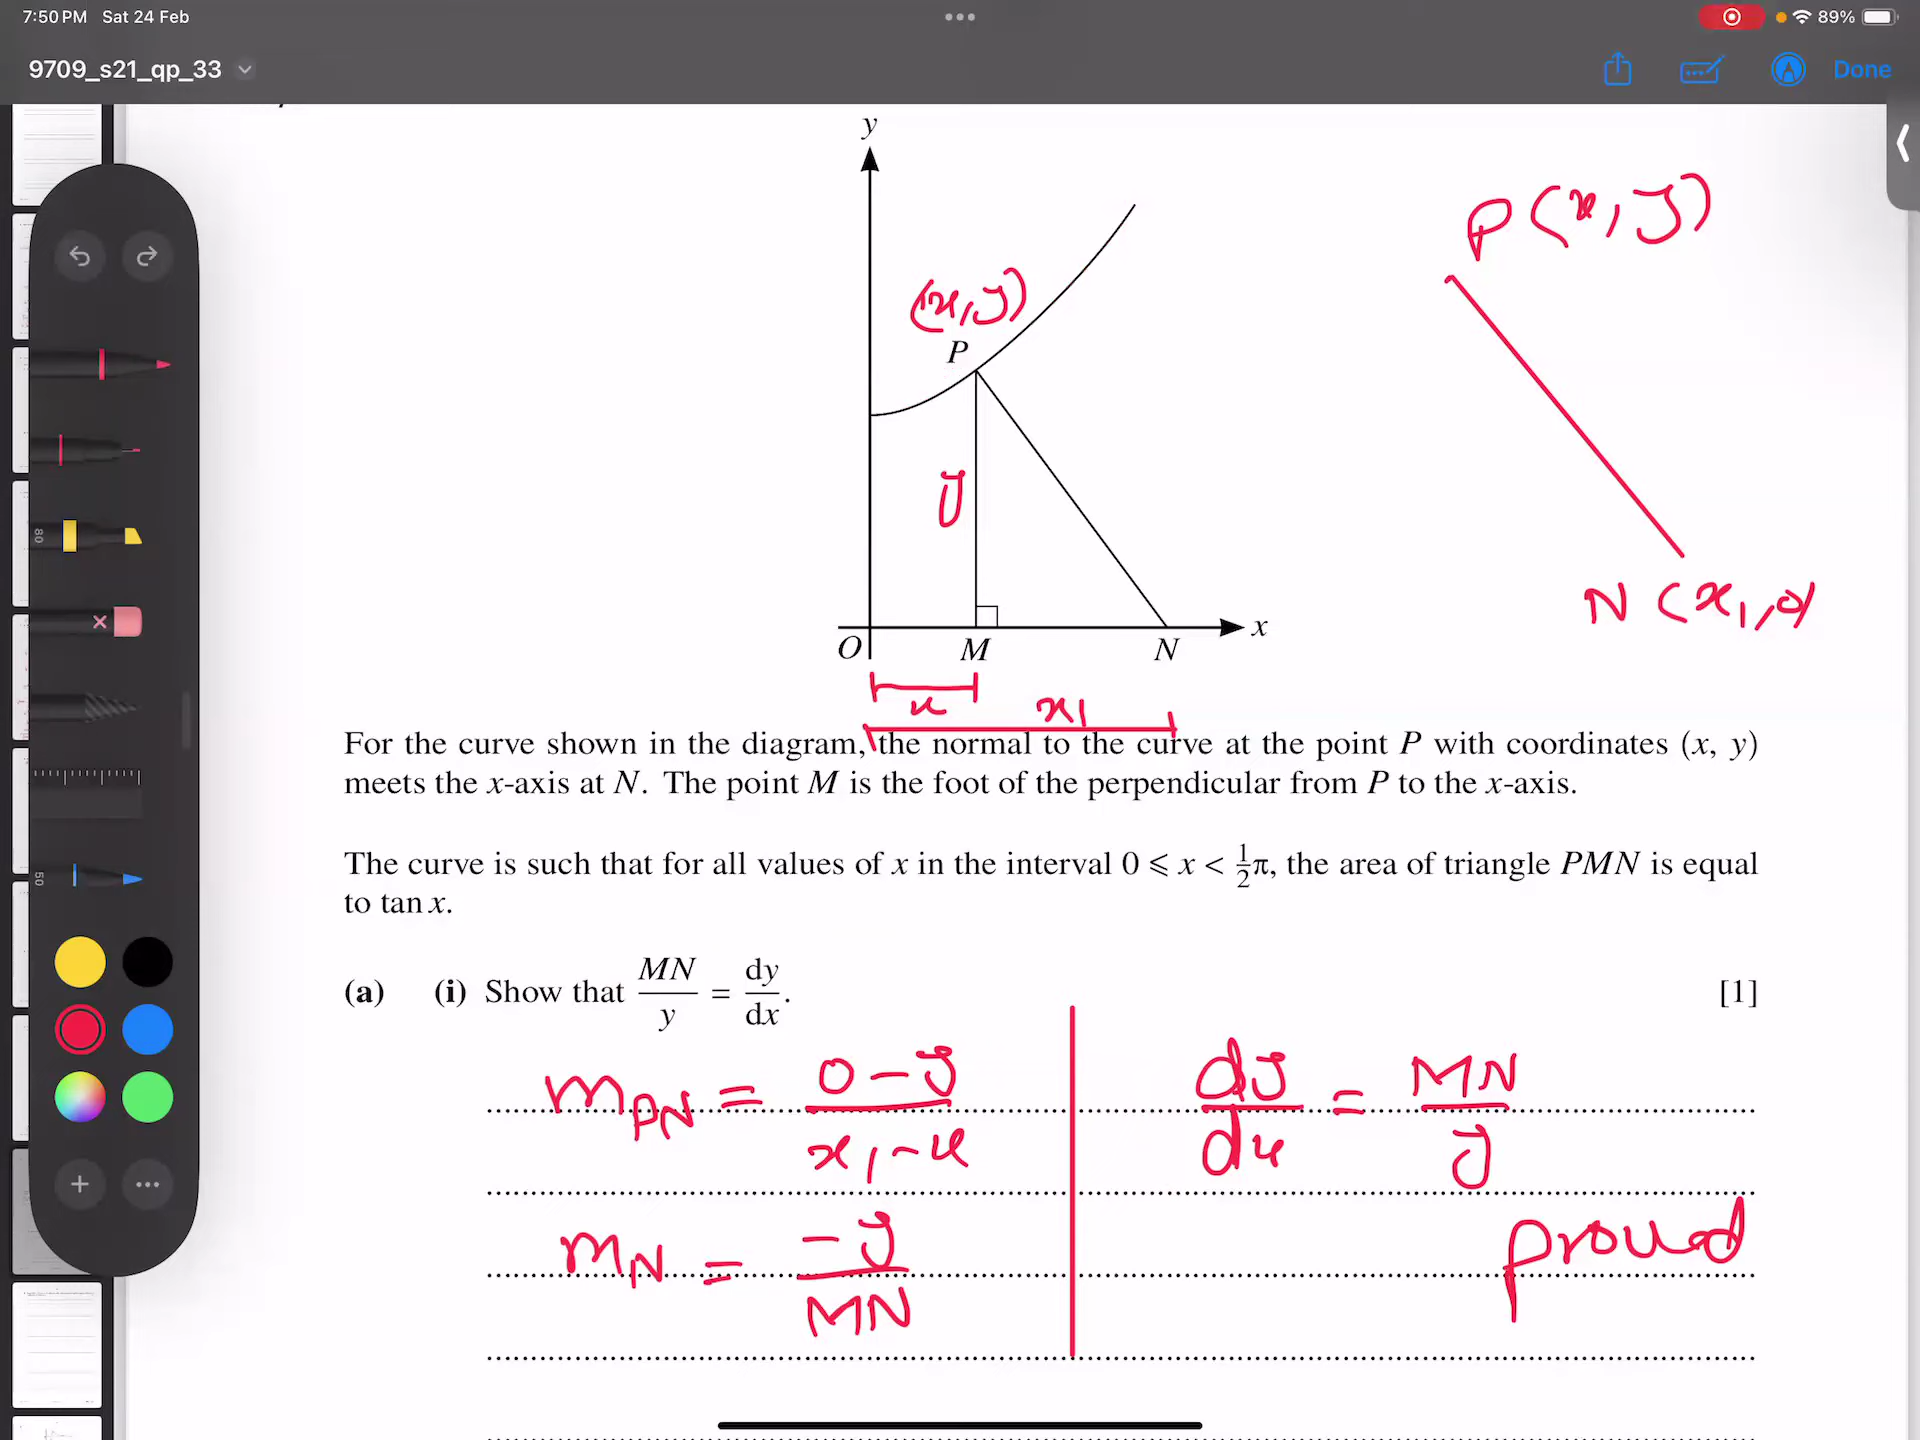 7:50 PM Sat 24 Feb
89%
9709_s21_qp_33
Done
y
P (x, y)
(x, y)
P
y
N (x₁, 0)
x
O
M
N
x
x₁
For the curve shown in the diagram, the normal to the curve at the point P with coordinates (x, y)
meets the x-axis at N. The point M is the foot of the perpendicular from P to the x-axis.
The curve is such that for all values of x in the interval 0 ⩽ x < ½π, the area of triangle PMN is equal
to tan x.
(a) (i) Show that MN/y = dy/dx. [1]
m_PN = (0 − y)/(x₁ − x)
m_N = −y/MN
dy/dx = MN/y
proved
80
50